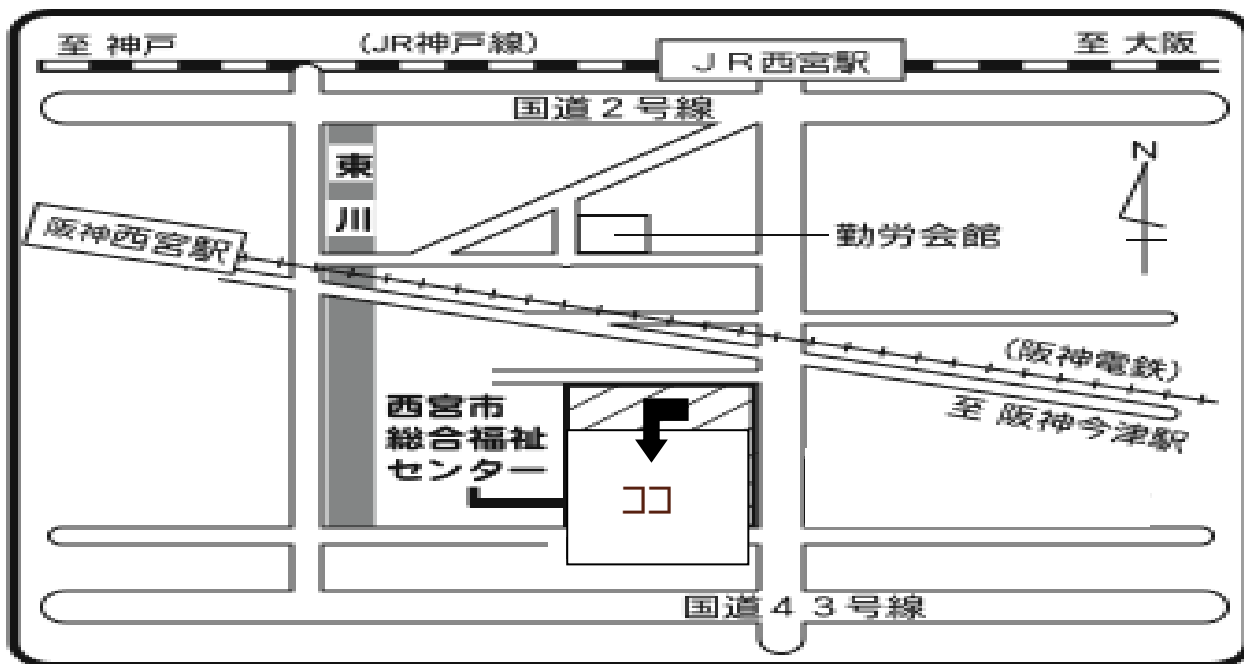 至 神戸
(JR神戸線)
ＪＲ西宮駅
至 大阪
国道２号線
東川
N
阪神西宮駅
勤労会館
(阪神電鉄)
至 阪神今津駅
西宮市
総合福祉
センター
ココ
国道４３号線